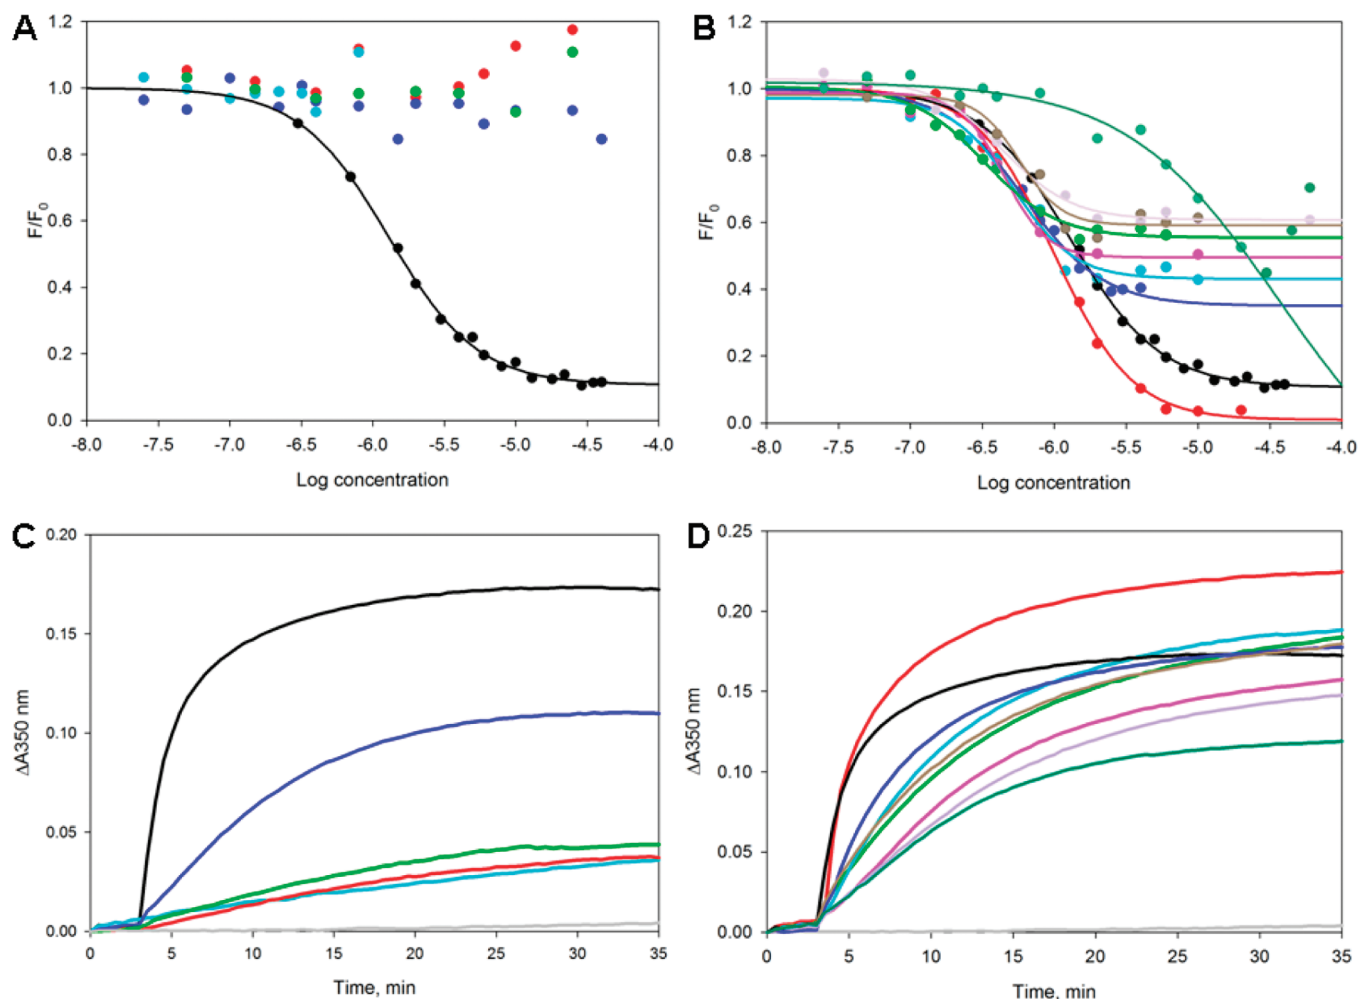 A
1.2
1.0
0.8
0.6
0.4
0.2
0.0
F/F0
-8.0 -7.0 -6.0 -6.5 -5.5 -5.0 -4.5 -4.0
Log concentration
B
1.2
1.0
0.8
0.6
0.4
0.2
0.0
F/F0
-8.0 -7.5 -7.0 -6.5 -6.0 -5.5 -5.0 -4.5 -4.0
Log concentration
C
0.20
0.15
0.10
0.05
0.00
ΔA350 nm
0 5 10 15 20 25 30 35
Time, min
D
0.25
0.20
0.15
0.10
0.05
0.00
ΔA350 nm
0 5 10 15 20 25 30 35
Time, min